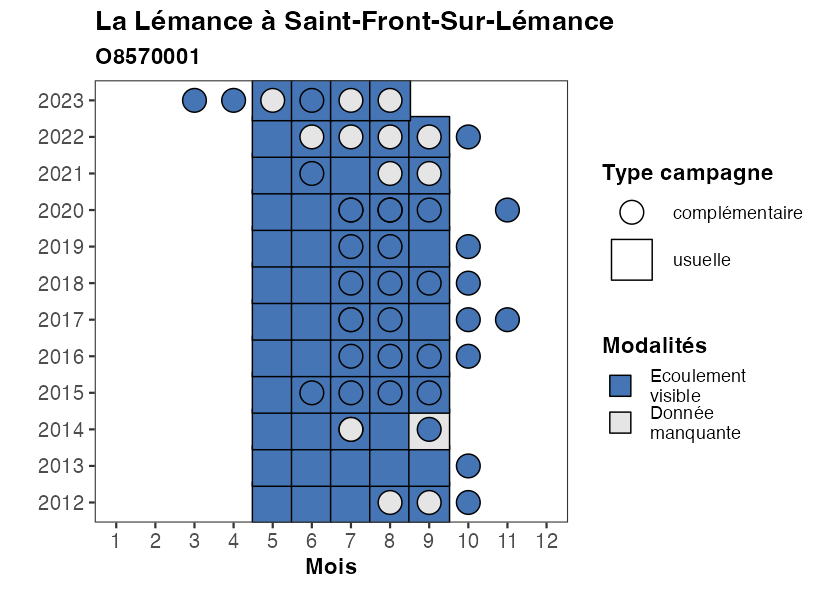 La Lémance à Saint-Front-Sur-Lémance
O8570001
2023
2022
2021
2020
2019
2018
2017
2016
2015
2014
2013
2012
1 2 3 4 5 6 7 8 9 10 11 12
Mois
Type campagne
complémentaire
usuelle
Modalités
Ecoulement
visible
Donnée
manquante